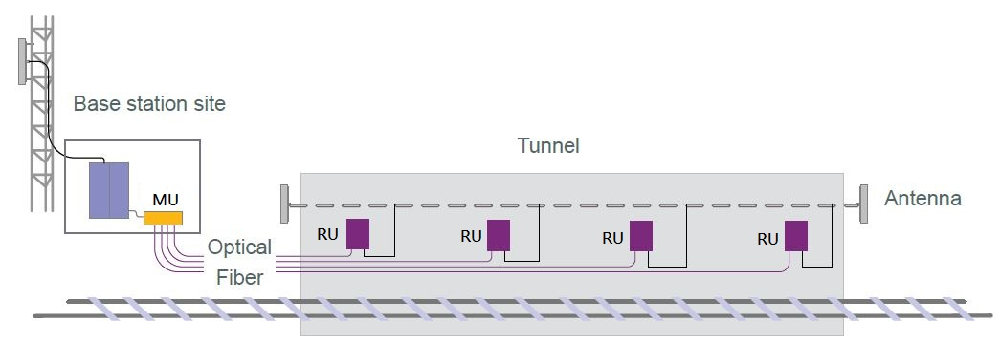 Base station site
Tunnel
MU
Antenna
RU
RU
RU
RU
Optical
Fiber